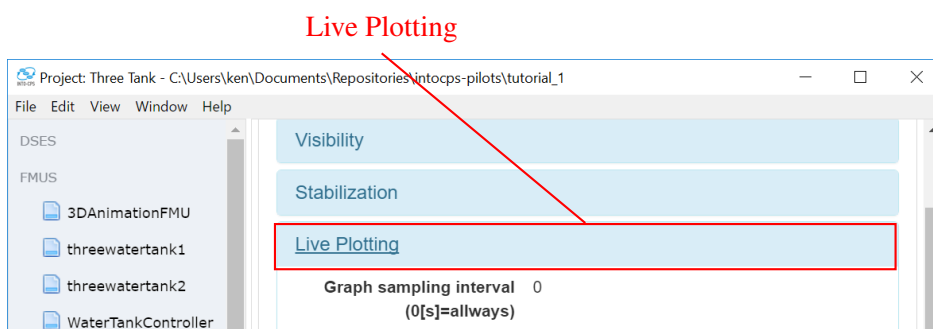 Live Plotting
Project: Three Tank - C:\Users\ken\Documents\Repositories\intocps-pilots\tutorial_1
File Edit View Window Help
DSES
FMUS
3DAnimationFMU
threewatertank1
threewatertank2
WaterTankController
Visibility
Stabilization
Live Plotting
Graph sampling interval 0
(0[s]=allways)